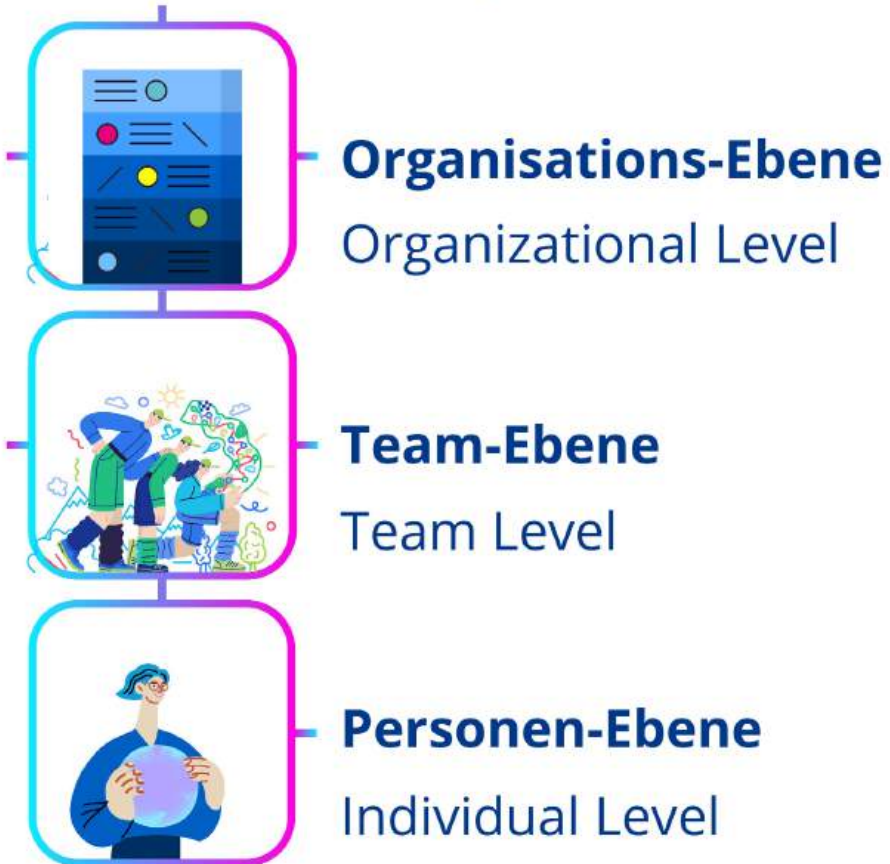 Organisations-Ebene
Organizational Level
Team-Ebene
Team Level
Personen-Ebene
Individual Level